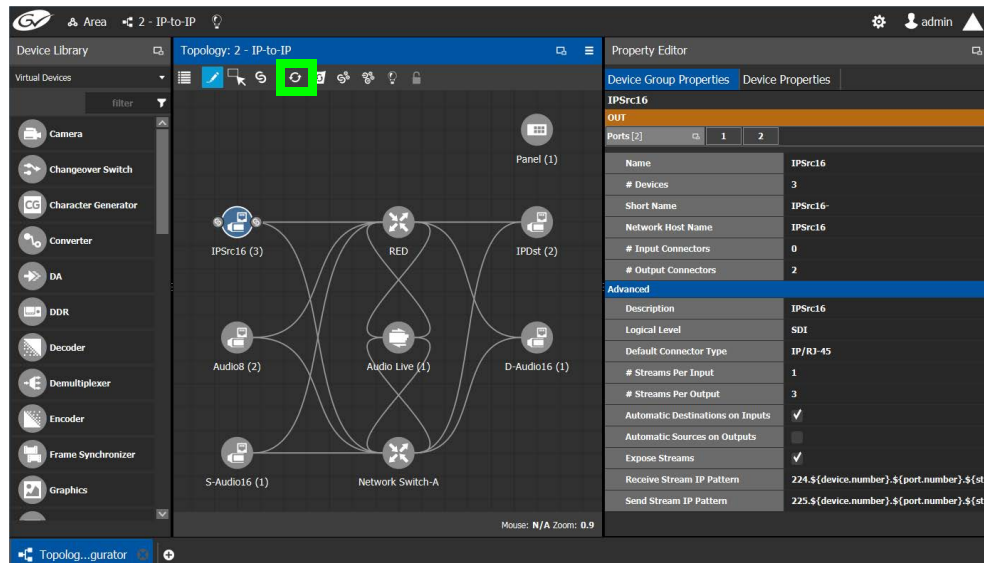 GV Area 2 - IP-to-IP admin
Device Library
Virtual Devices
filter
Camera
Changeover Switch
CG Character Generator
Converter
DA
DDR
Decoder
Demultiplexer
Encoder
Frame Synchronizer
Graphics
Topology: 2 - IP-to-IP
Panel (1)
IPSrc16 (3)
RED
IPDst (2)
Audio8 (2)
Audio Live (1)
D-Audio16 (1)
S-Audio16 (1)
Network Switch-A
Mouse: N/A Zoom: 0.9
Property Editor
Device Group Properties Device Properties
IPSrc16
OUT
Ports [2] 1 2
Name IPSrc16
# Devices 3
Short Name IPSrc16-
Network Host Name IPSrc16
# Input Connectors 0
# Output Connectors 2
Advanced
Description IPSrc16
Logical Level SDI
Default Connector Type IP/RJ-45
# Streams Per Input 1
# Streams Per Output 3
Automatic Destinations on Inputs
Automatic Sources on Outputs
Expose Streams
Receive Stream IP Pattern 224.${device.number}.${port.number}.${st
Send Stream IP Pattern 225.${device.number}.${port.number}.${st
Topolog...gurator